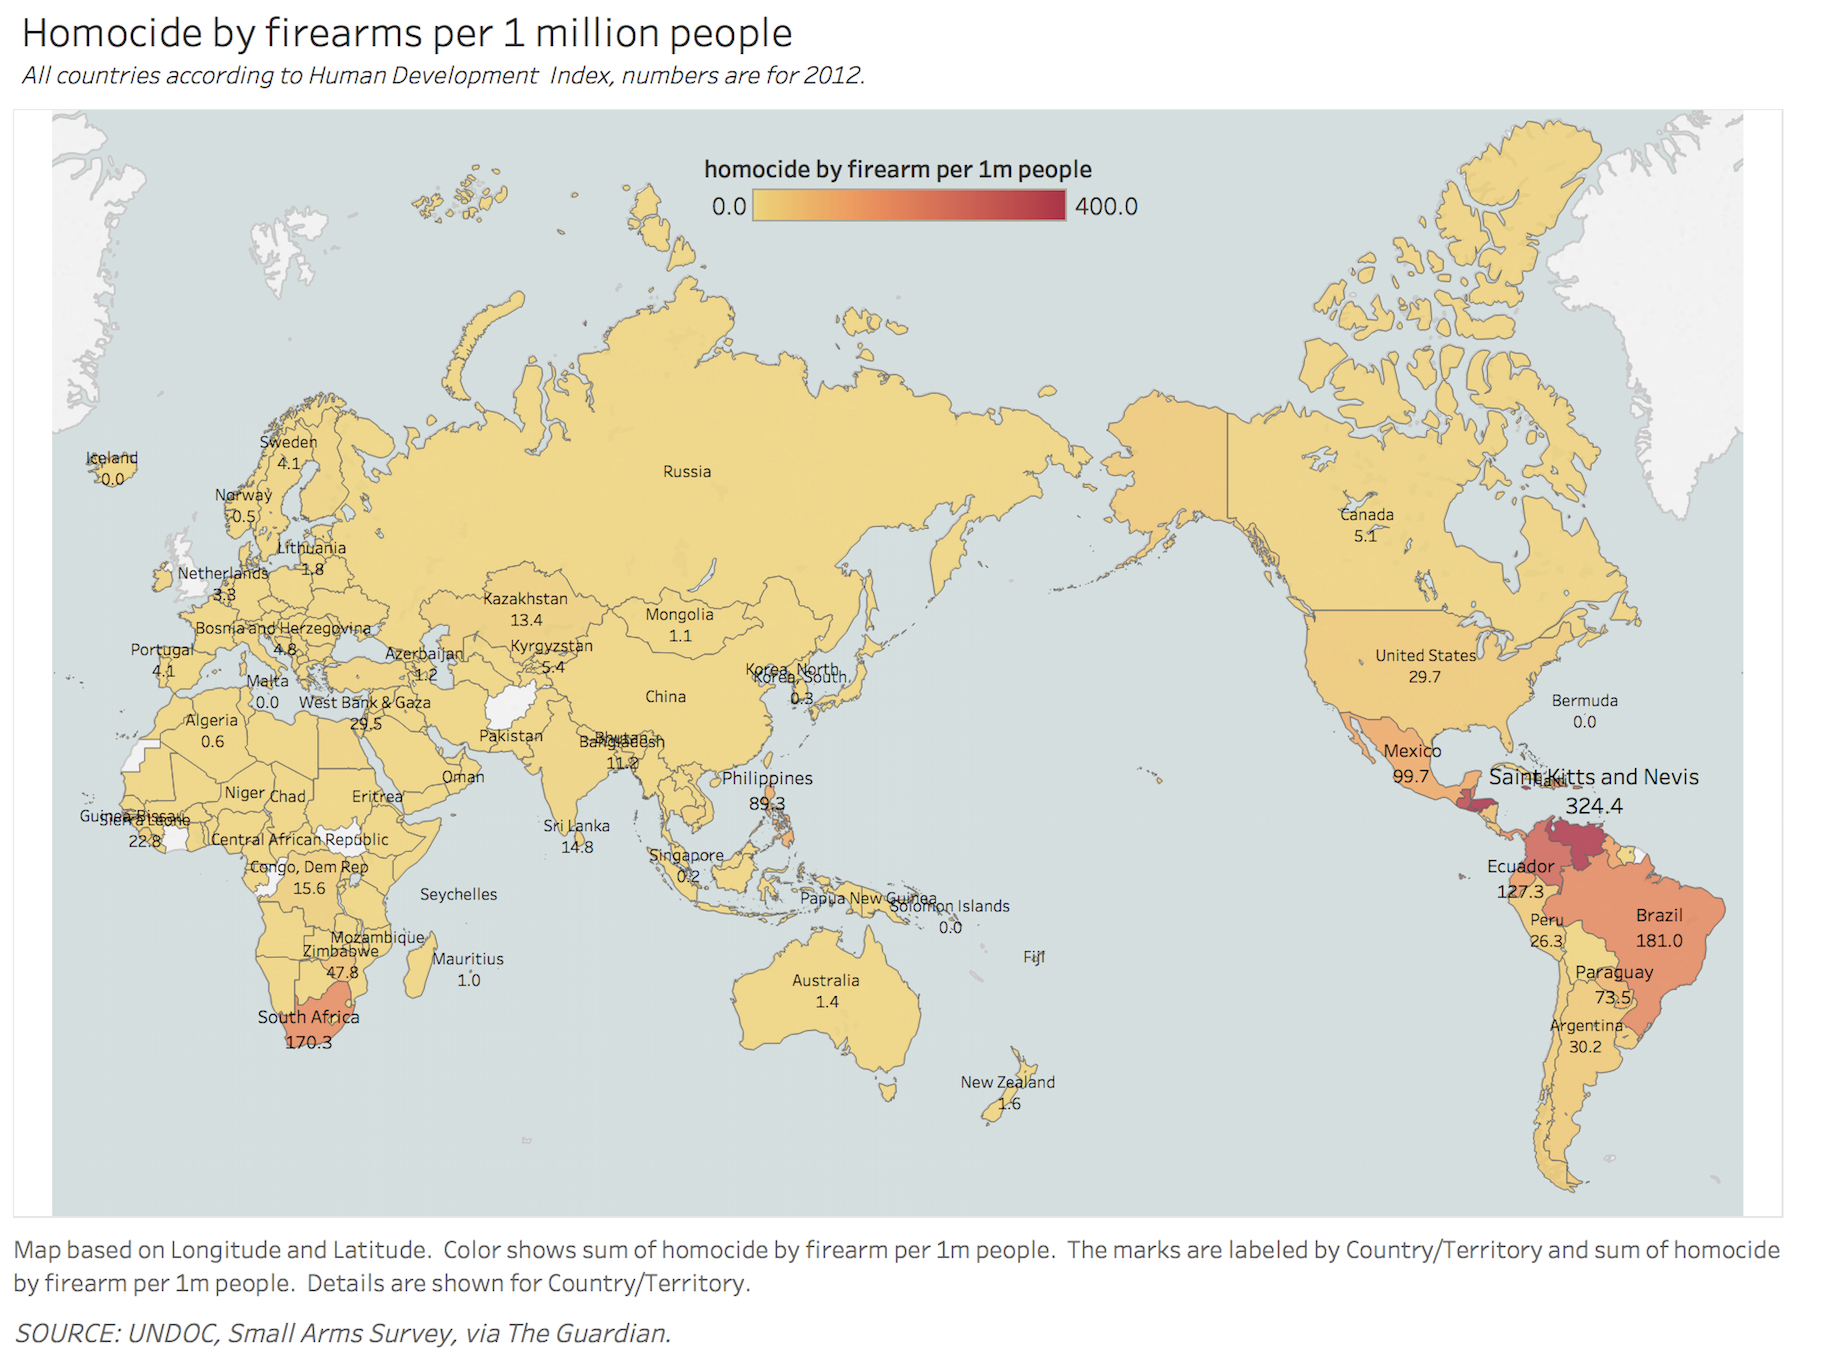 Homocide by firearms per 1 million people
All countries according to Human Development Index, numbers are for 2012.
homocide by firearm per 1m people
0.0
400.0
Sweden
4.1
Iceland
0.0
Norway
0.5
Russia
Canada
5.1
Lithuania
1.8
Netherlands
3.3
Kazakhstan
13.4
Mongolia
1.1
Bosnia and Herzegovina
4.8
Kyrgyzstan
5.4
Portugal
4.1
Azerbaijan
1.2
Korea, North
Korea, South
0.3
United States
29.7
Malta
0.0
West Bank & Gaza
29.5
China
Bermuda
0.0
Algeria
0.6
Pakistan
Bhutan
Bangladesh
11.2
Mexico
99.7
Oman
Philippines
89.3
Saint Kitts and Nevis
324.4
Haiti
Niger
Chad
Eritrea
Guinea-Bissau
Sierra Leone
22.8
Central African Republic
Sri Lanka
14.8
Singapore
0.2
Congo, Dem Rep
15.6
Ecuador
127.3
Seychelles
Papua New Guinea
Solomon Islands
0.0
Brazil
181.0
Peru
26.3
Mozambique
Zimbabwe
47.8
Mauritius
1.0
Fiji
Australia
1.4
Paraguay
73.5
South Africa
170.3
Argentina
30.2
New Zealand
1.6
Map based on Longitude and Latitude. Color shows sum of homocide by firearm per 1m people. The marks are labeled by Country/Territory and sum of homocide
by firearm per 1m people. Details are shown for Country/Territory.
SOURCE: UNDOC, Small Arms Survey, via The Guardian.